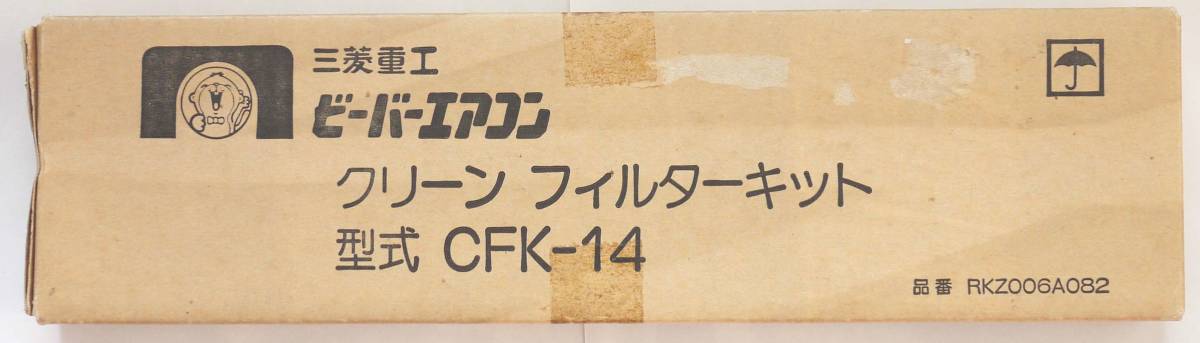 三菱重工
ビーバーエアコン
クリーン フィルターキット
型式 CFK-14
品番 RKZ006A082